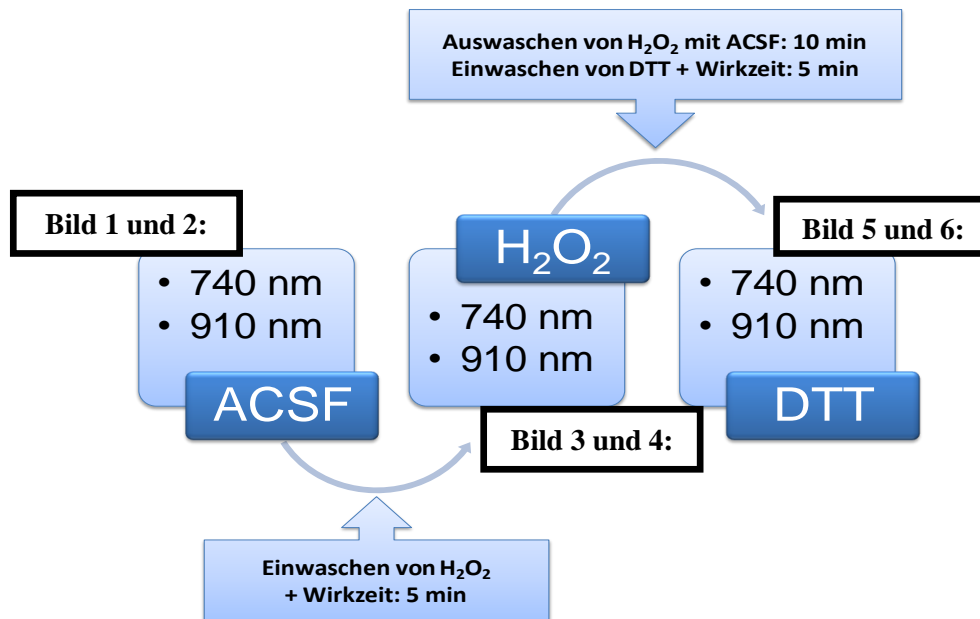 Auswaschen von H₂O₂ mit ACSF: 10 min
Einwaschen von DTT + Wirkzeit: 5 min
Bild 1 und 2:
• 740 nm
• 910 nm
ACSF
H₂O₂
• 740 nm
• 910 nm
Bild 3 und 4:
Bild 5 und 6:
• 740 nm
• 910 nm
DTT
Einwaschen von H₂O₂
+ Wirkzeit: 5 min